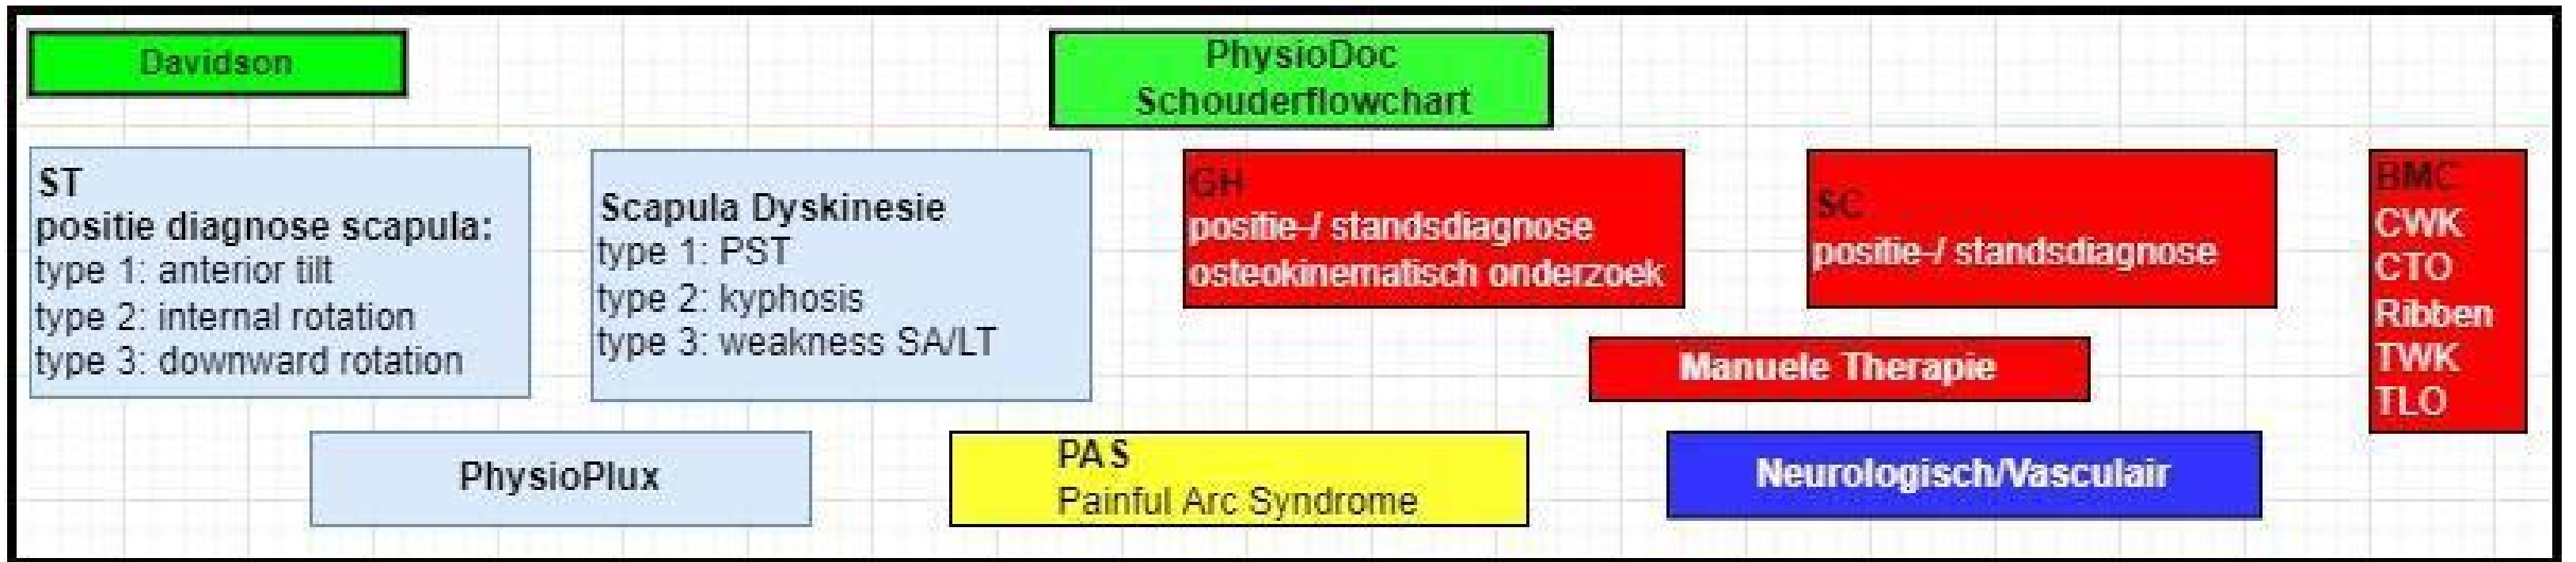 Davidson
PhysioDoc
Schouderflowchart
ST
positie diagnose scapula:
type 1: anterior tilt
type 2: internal rotation
type 3: downward rotation
Scapula Dyskinesie
type 1: PST
type 2: kyphosis
type 3: weakness SA/LT
GH
positie-/ standsdiagnose
osteokinematisch onderzoek
SC
positie-/ standsdiagnose
BMC
CWK
CTO
Ribben
TWK
TLO
Manuele Therapie
PhysioPlux
PAS
Painful Arc Syndrome
Neurologisch/Vasculair